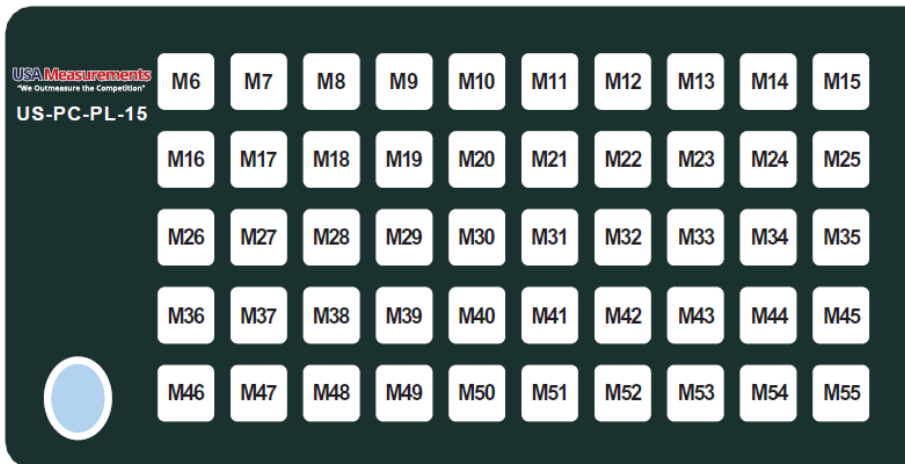 USA Measurements
"We Outmeasure the Competition"
US-PC-PL-15
M6 M7 M8 M9 M10 M11 M12 M13 M14 M15
M16 M17 M18 M19 M20 M21 M22 M23 M24 M25
M26 M27 M28 M29 M30 M31 M32 M33 M34 M35
M36 M37 M38 M39 M40 M41 M42 M43 M44 M45
M46 M47 M48 M49 M50 M51 M52 M53 M54 M55